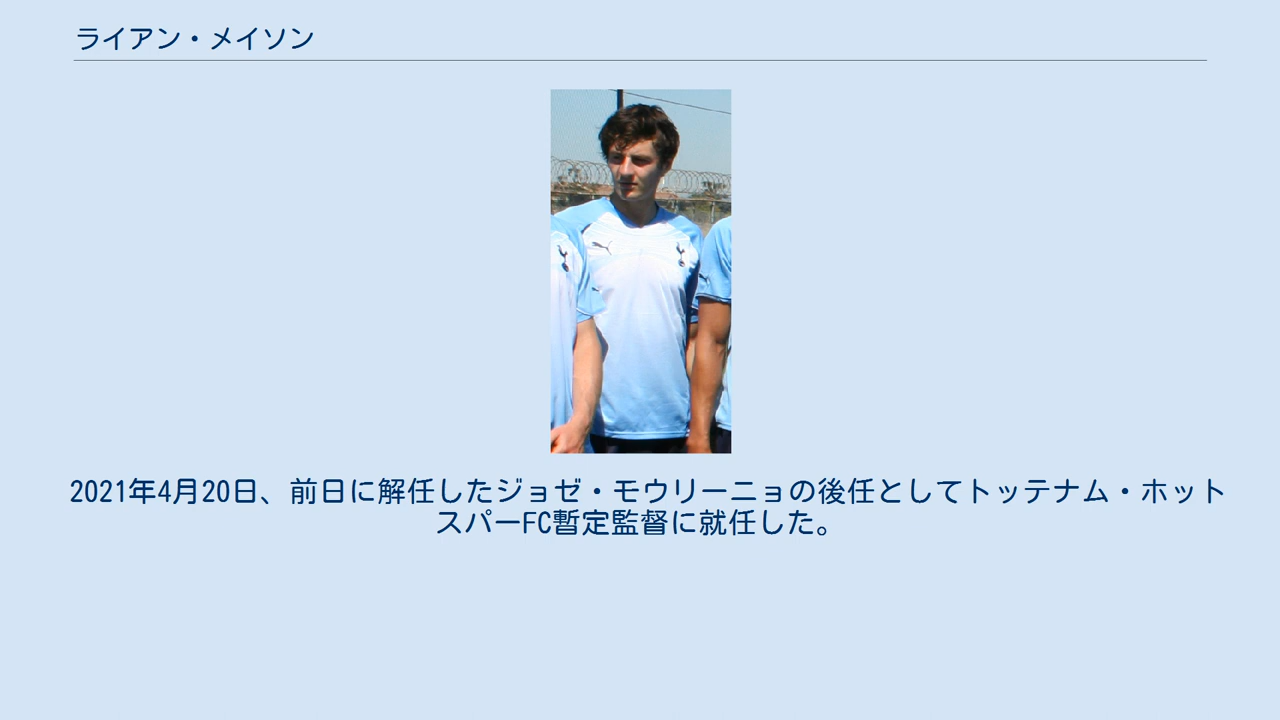 ライアン・メイソン
2021年4月20日、前日に解任したジョゼ・モウリーニョの後任としてトッテナム・ホット
スパーFC暫定監督に就任した。